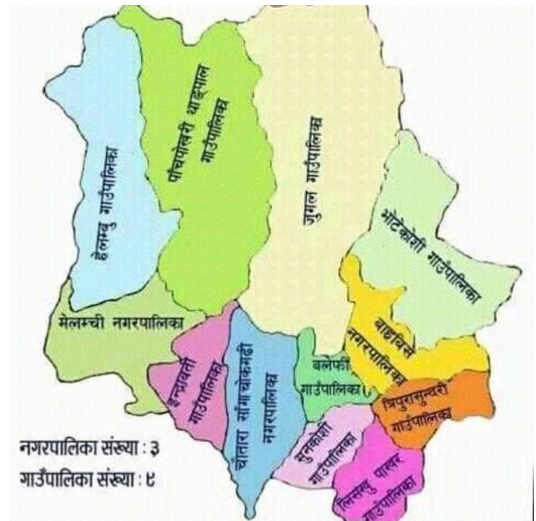 हेलम्बु गाउँपालिका
पाँचपोखरी थाङ्पाल
गाउँपालिका
जुगल गाउँपालिका
भोटेकोशी गाउँपालिका
मेलम्ची नगरपालिका
इन्द्रावती
गाउँपालिका
चौतारा साँगाचोकगढी
नगरपालिका
बलेफी
गाउँपालिका
बाह्रबिसे
नगरपालिका
त्रिपुरासुन्दरी
गाउँपालिका
सुनकोशी
गाउँपालिका
लिसंखु पाखर
गाउँपालिका
नगरपालिका संख्या : ३
गाउँपालिका संख्या : ९